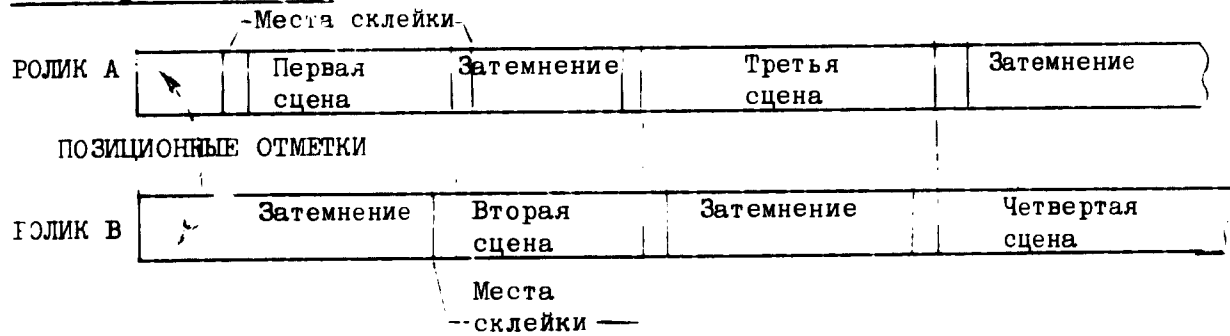 Места склейки
РОЛИК А
Первая
сцена
Затемнение
Третья
сцена
Затемнение
ПОЗИЦИОННЫЕ ОТМЕТКИ
РОЛИК В
Затемнение
Вторая
сцена
Затемнение
Четвертая
сцена
Места
склейки